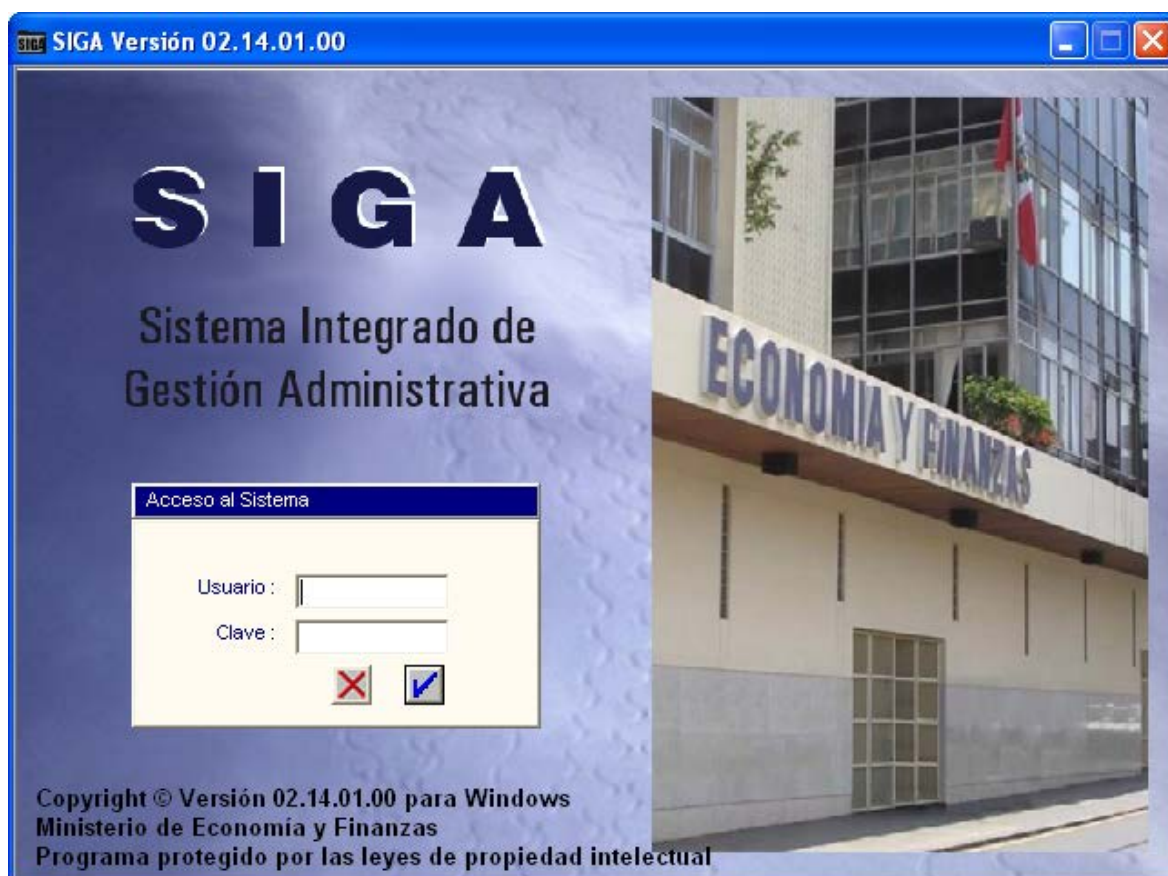 SIGA Versión 02.14.01.00
S I G A
Sistema Integrado de
Gestión Administrativa
ECONOMIA Y FINANZAS
Acceso al Sistema
Usuario :
Clave :
Copyright © Versión 02.14.01.00 para Windows
Ministerio de Economía y Finanzas
Programa protegido por las leyes de propiedad intelectual